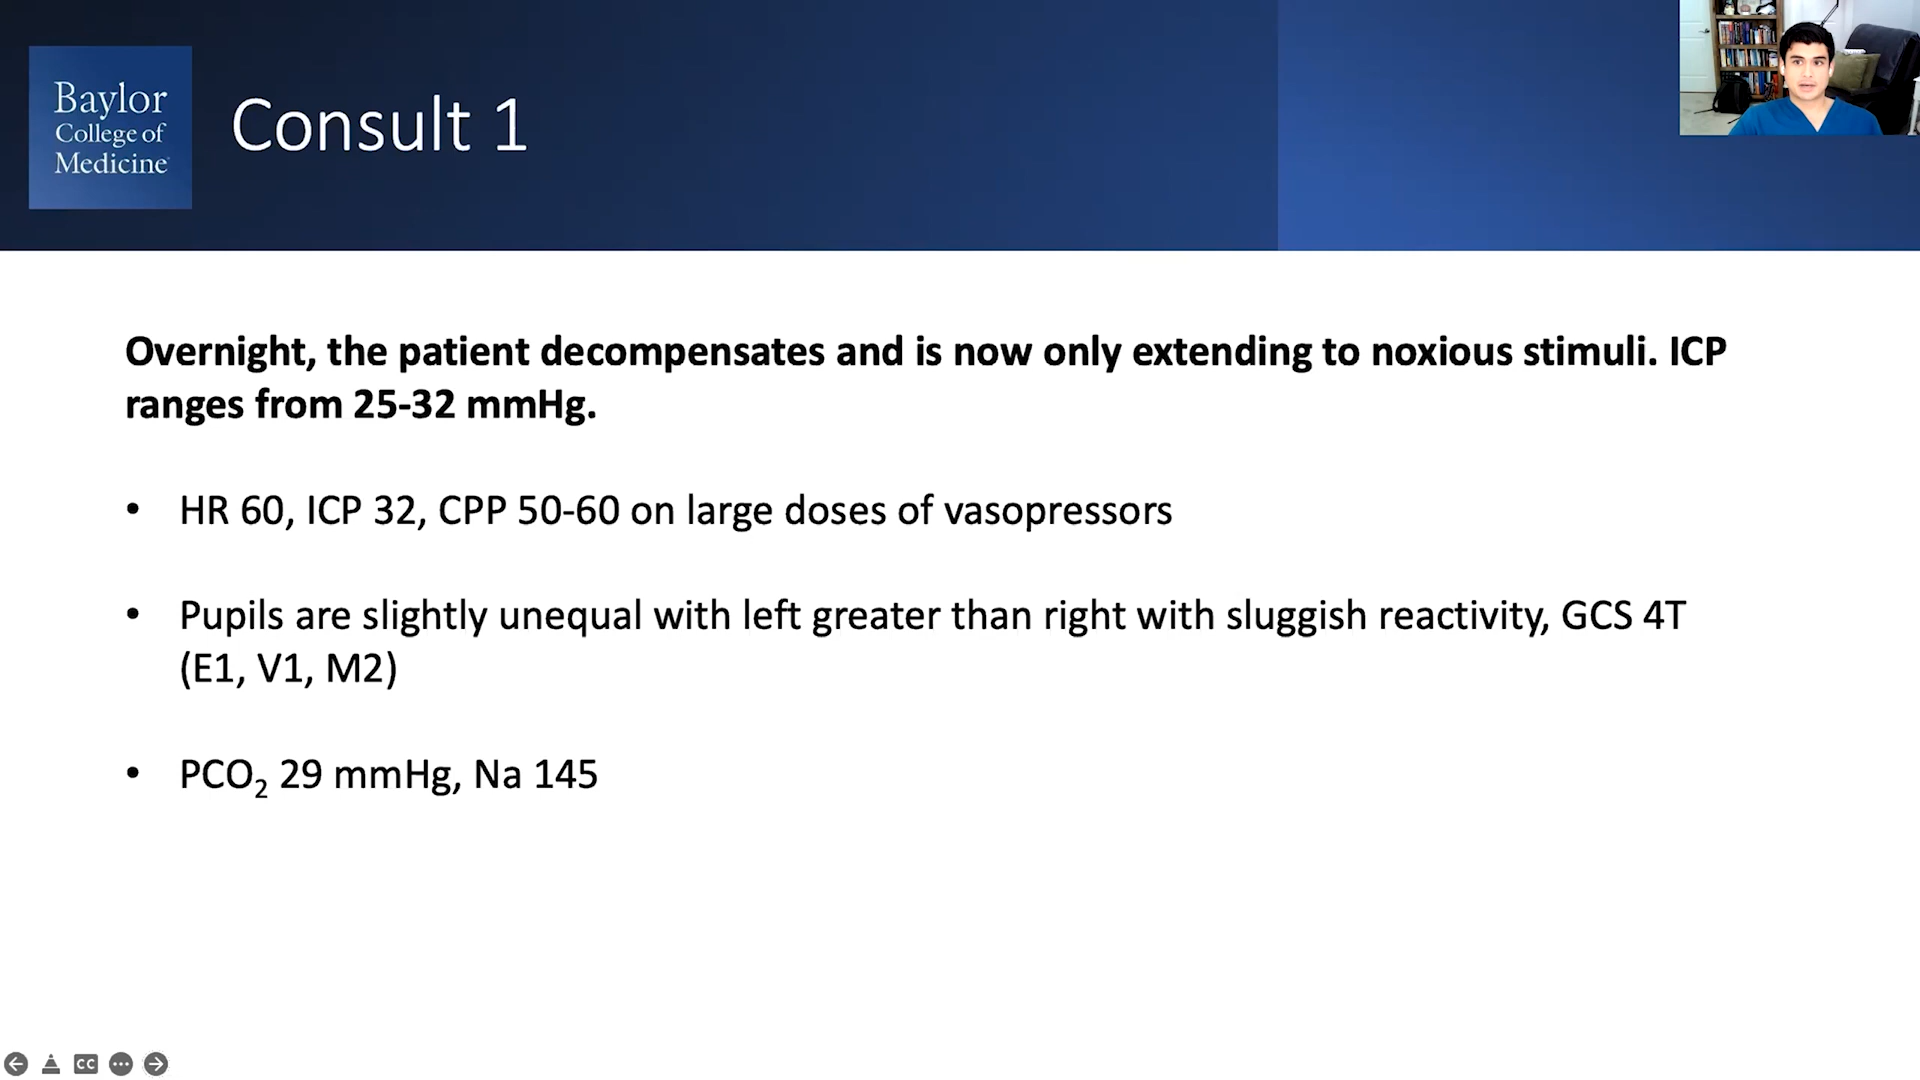 Baylor
College of
Medicine
Consult 1
Overnight, the patient decompensates and is now only extending to noxious stimuli. ICP
ranges from 25-32 mmHg.
• HR 60, ICP 32, CPP 50-60 on large doses of vasopressors
• Pupils are slightly unequal with left greater than right with sluggish reactivity, GCS 4T
(E1, V1, M2)
• PCO₂ 29 mmHg, Na 145
CC